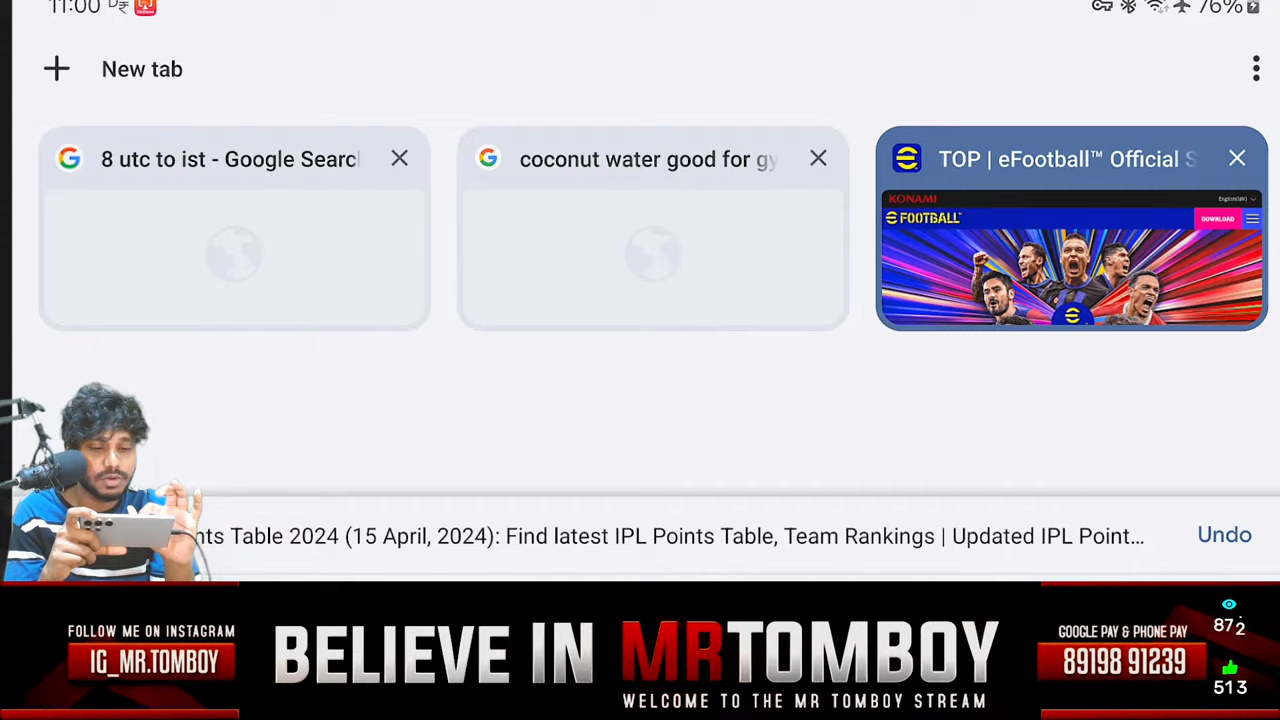 11:00
76%
New tab
8 utc to ist - Google Searc
coconut water good for gy
TOP | eFootball™ Official S
KONAMI
English(UK)
eFOOTBALL™
DOWNLOAD
nts Table 2024 (15 April, 2024): Find latest IPL Points Table, Team Rankings | Updated IPL Point...
Undo
FOLLOW ME ON INSTAGRAM
IG_MR.TOMBOY
BELIEVE IN MRTOMBOY
WELCOME TO THE MR TOMBOY STREAM
GOOGLE PAY & PHONE PAY
89198 91239
872
513